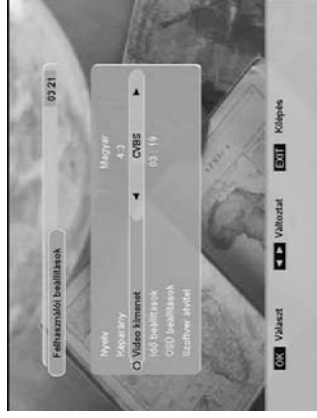 Felhasználói beállítások 03 21
Nyelv Magyar
Képarány 4:3
Video kimenet CVBS
Idő beállítások 03 : 19
OSD beállítások
Szoftver átvitel
OK Választ Változtat EXIT Kilépés